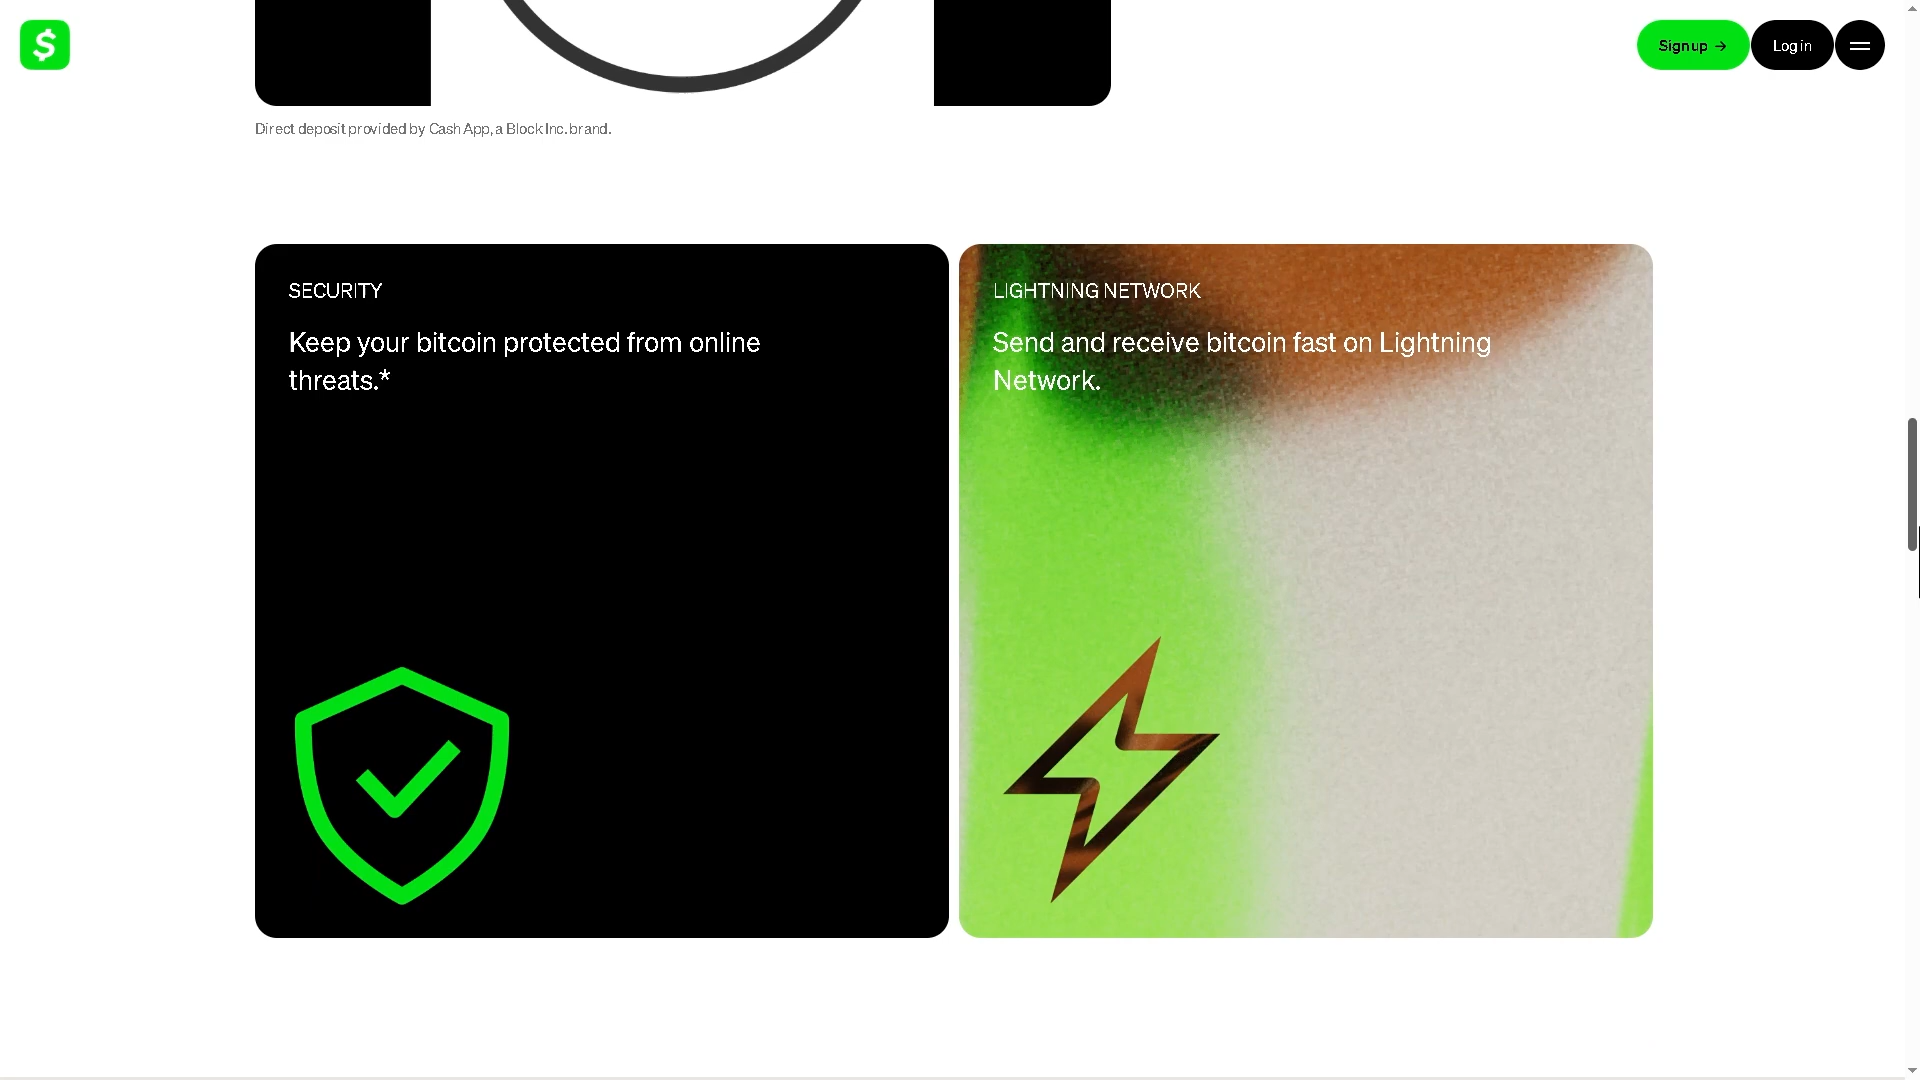 $
Sign up →
Log in
Direct deposit provided by Cash App, a Block Inc. brand.
SECURITY
Keep your bitcoin protected from online
threats.*
LIGHTNING NETWORK
Send and receive bitcoin fast on Lightning
Network.